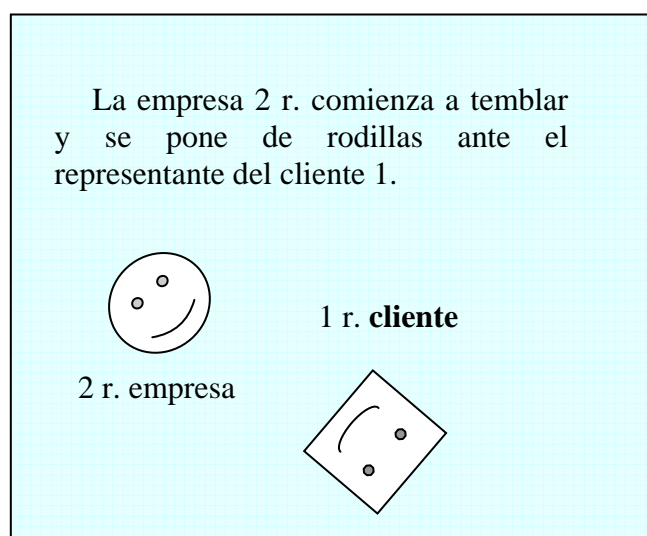 La empresa 2 r. comienza a temblar
y se pone de rodillas ante el
representante del cliente 1.
1 r. cliente
2 r. empresa